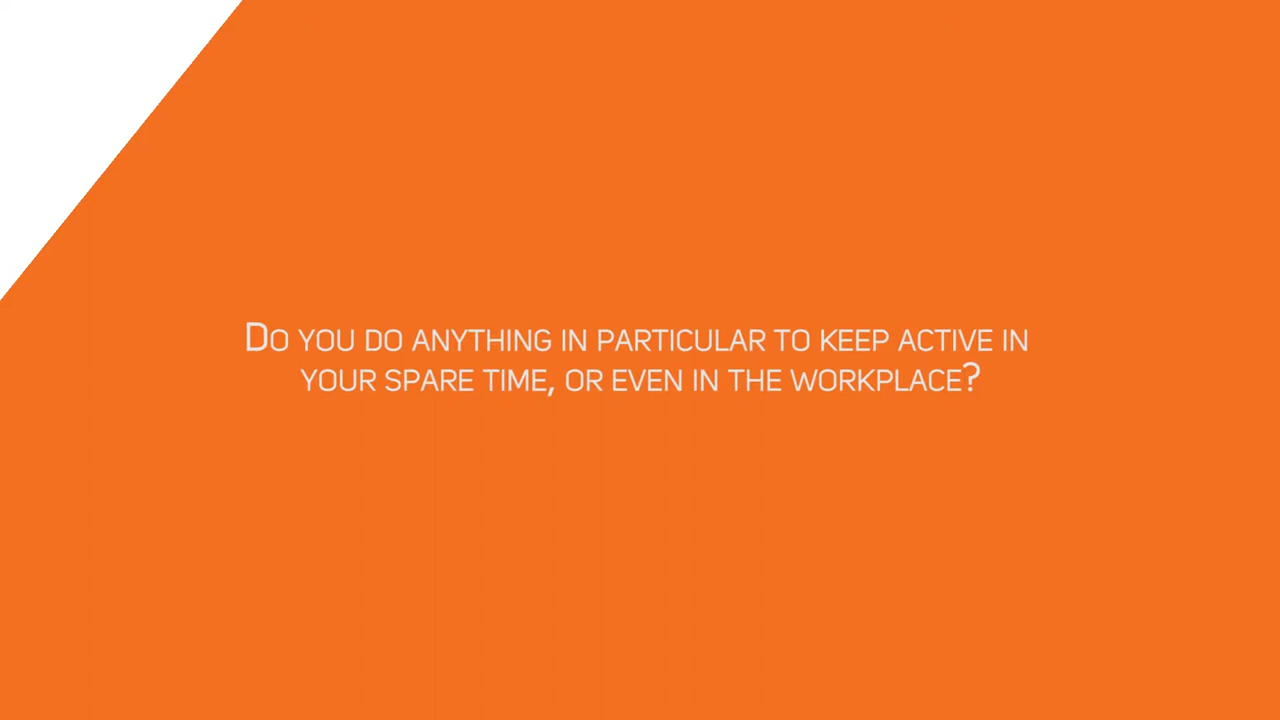 Do you do anything in particular to keep active in
your spare time, or even in the workplace?